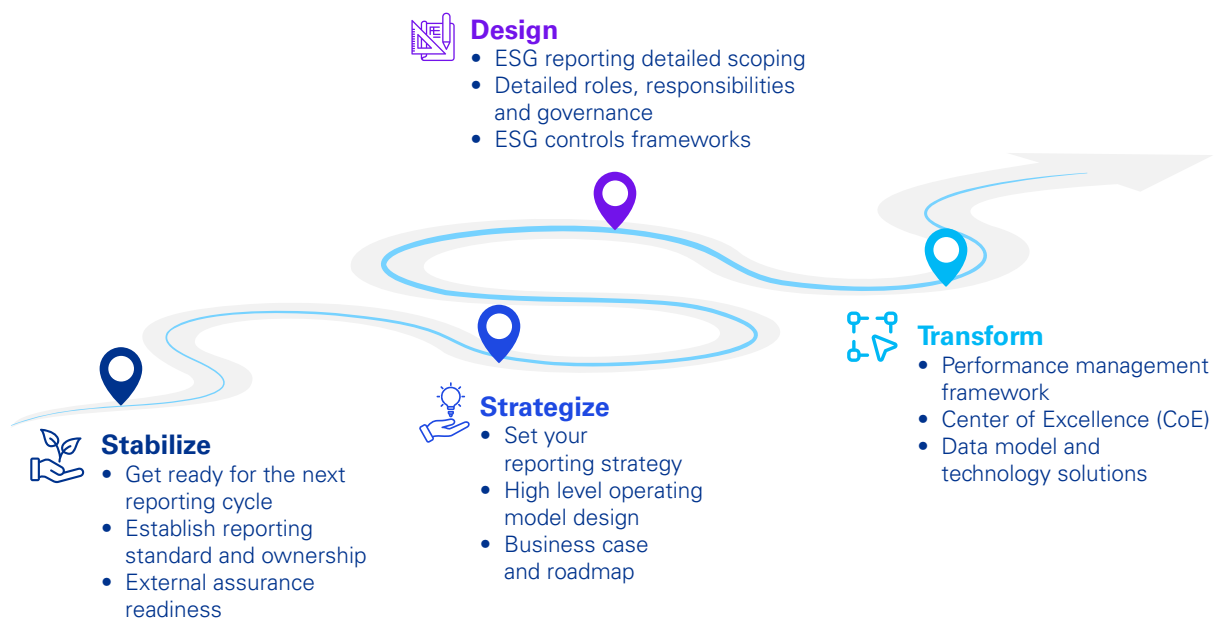 Design
• ESG reporting detailed scoping
• Detailed roles, responsibilities
and governance
• ESG controls frameworks
Stabilize
• Get ready for the next
reporting cycle
• Establish reporting
standard and ownership
• External assurance
readiness
Strategize
• Set your
reporting strategy
• High level operating
model design
• Business case
and roadmap
Transform
• Performance management
framework
• Center of Excellence (CoE)
• Data model and
technology solutions